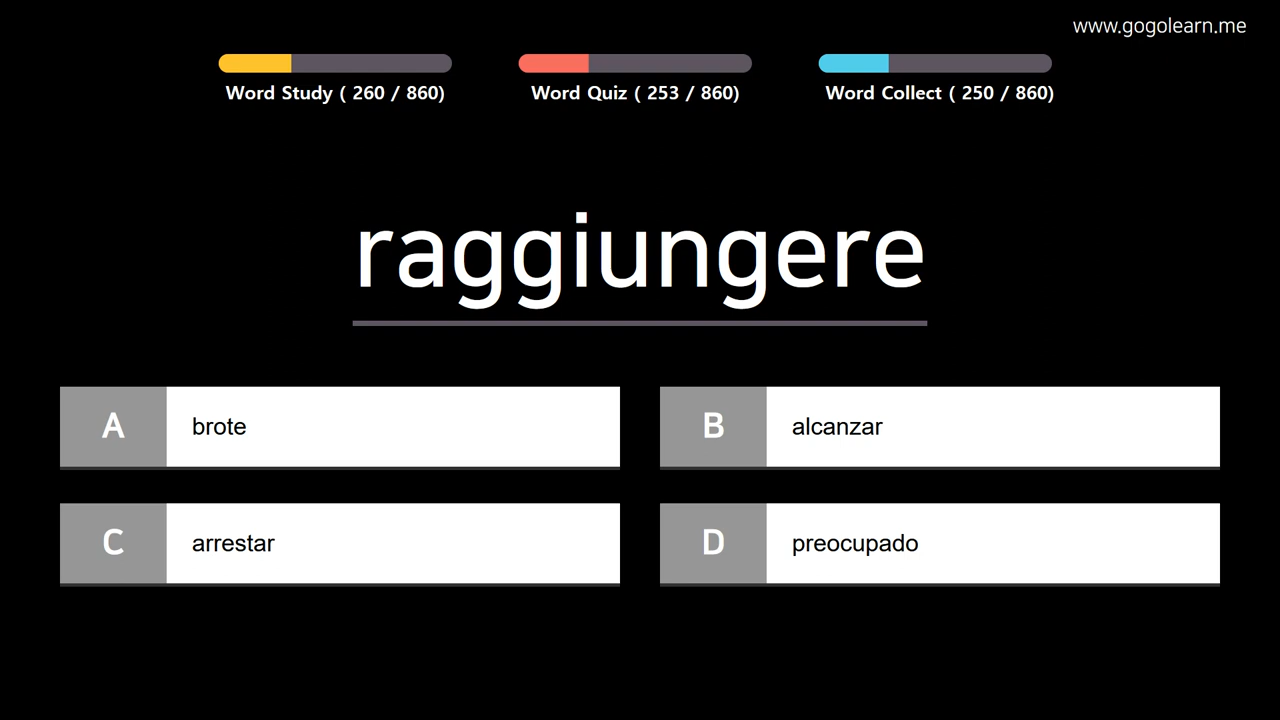 www.gogolearn.me
Word Study ( 260 / 860)
Word Quiz ( 253 / 860)
Word Collect ( 250 / 860)
raggiungere
A brote
B alcanzar
C arrestar
D preocupado